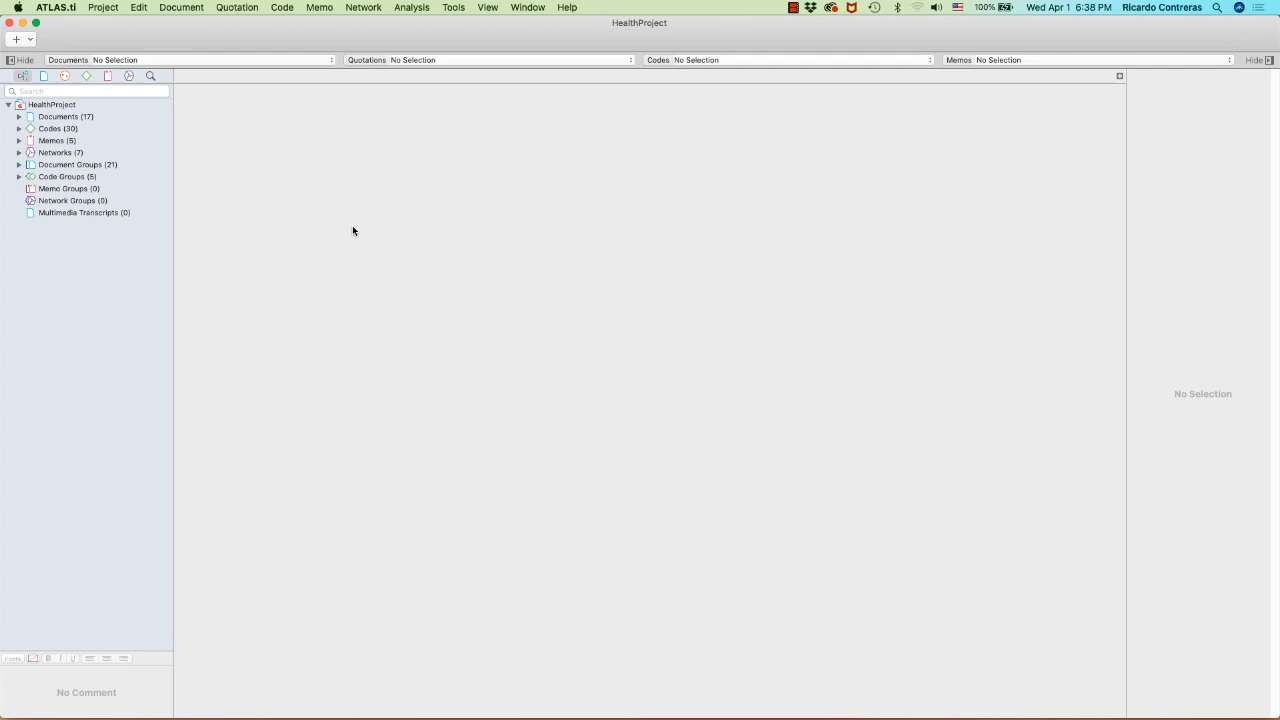 ATLAS.ti Project Edit Document Quotation Code Memo Network Analysis Tools View Window Help 100% Wed Apr 1 6:38 PM Ricardo Contreras
HealthProject
Hide Documents No Selection Quotations No Selection Codes No Selection Memos No Selection Hide
Search
HealthProject
Documents (17)
Codes (30)
Memos (5)
Networks (7)
Document Groups (21)
Code Groups (5)
Memo Groups (0)
Network Groups (0)
Multimedia Transcripts (0)
No Selection
Fonts B I U
No Comment